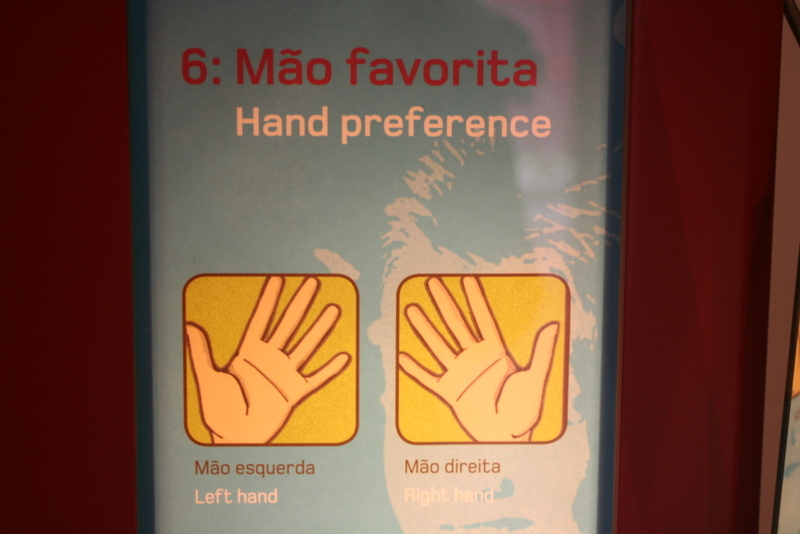 6: Mão favorita
Hand preference
Mão esquerda
Left hand
Mão direita
Right hand